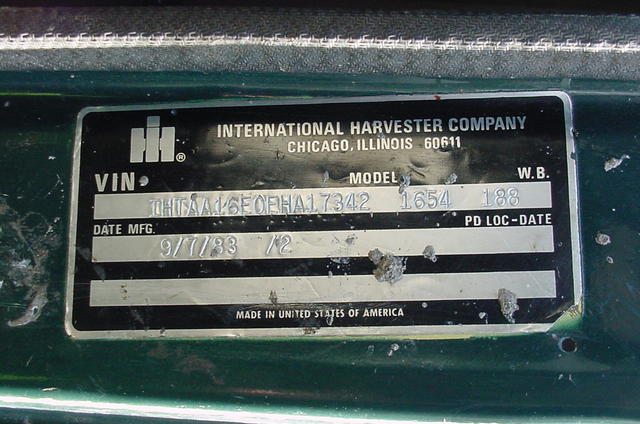 IH®
INTERNATIONAL HARVESTER COMPANY
CHICAGO, ILLINOIS 60611
VIN MODEL W.B.
1HTAA16E0EHA17342 1654 188
DATE MFG. PD LOC-DATE
9/7/83 /2
MADE IN UNITED STATES OF AMERICA